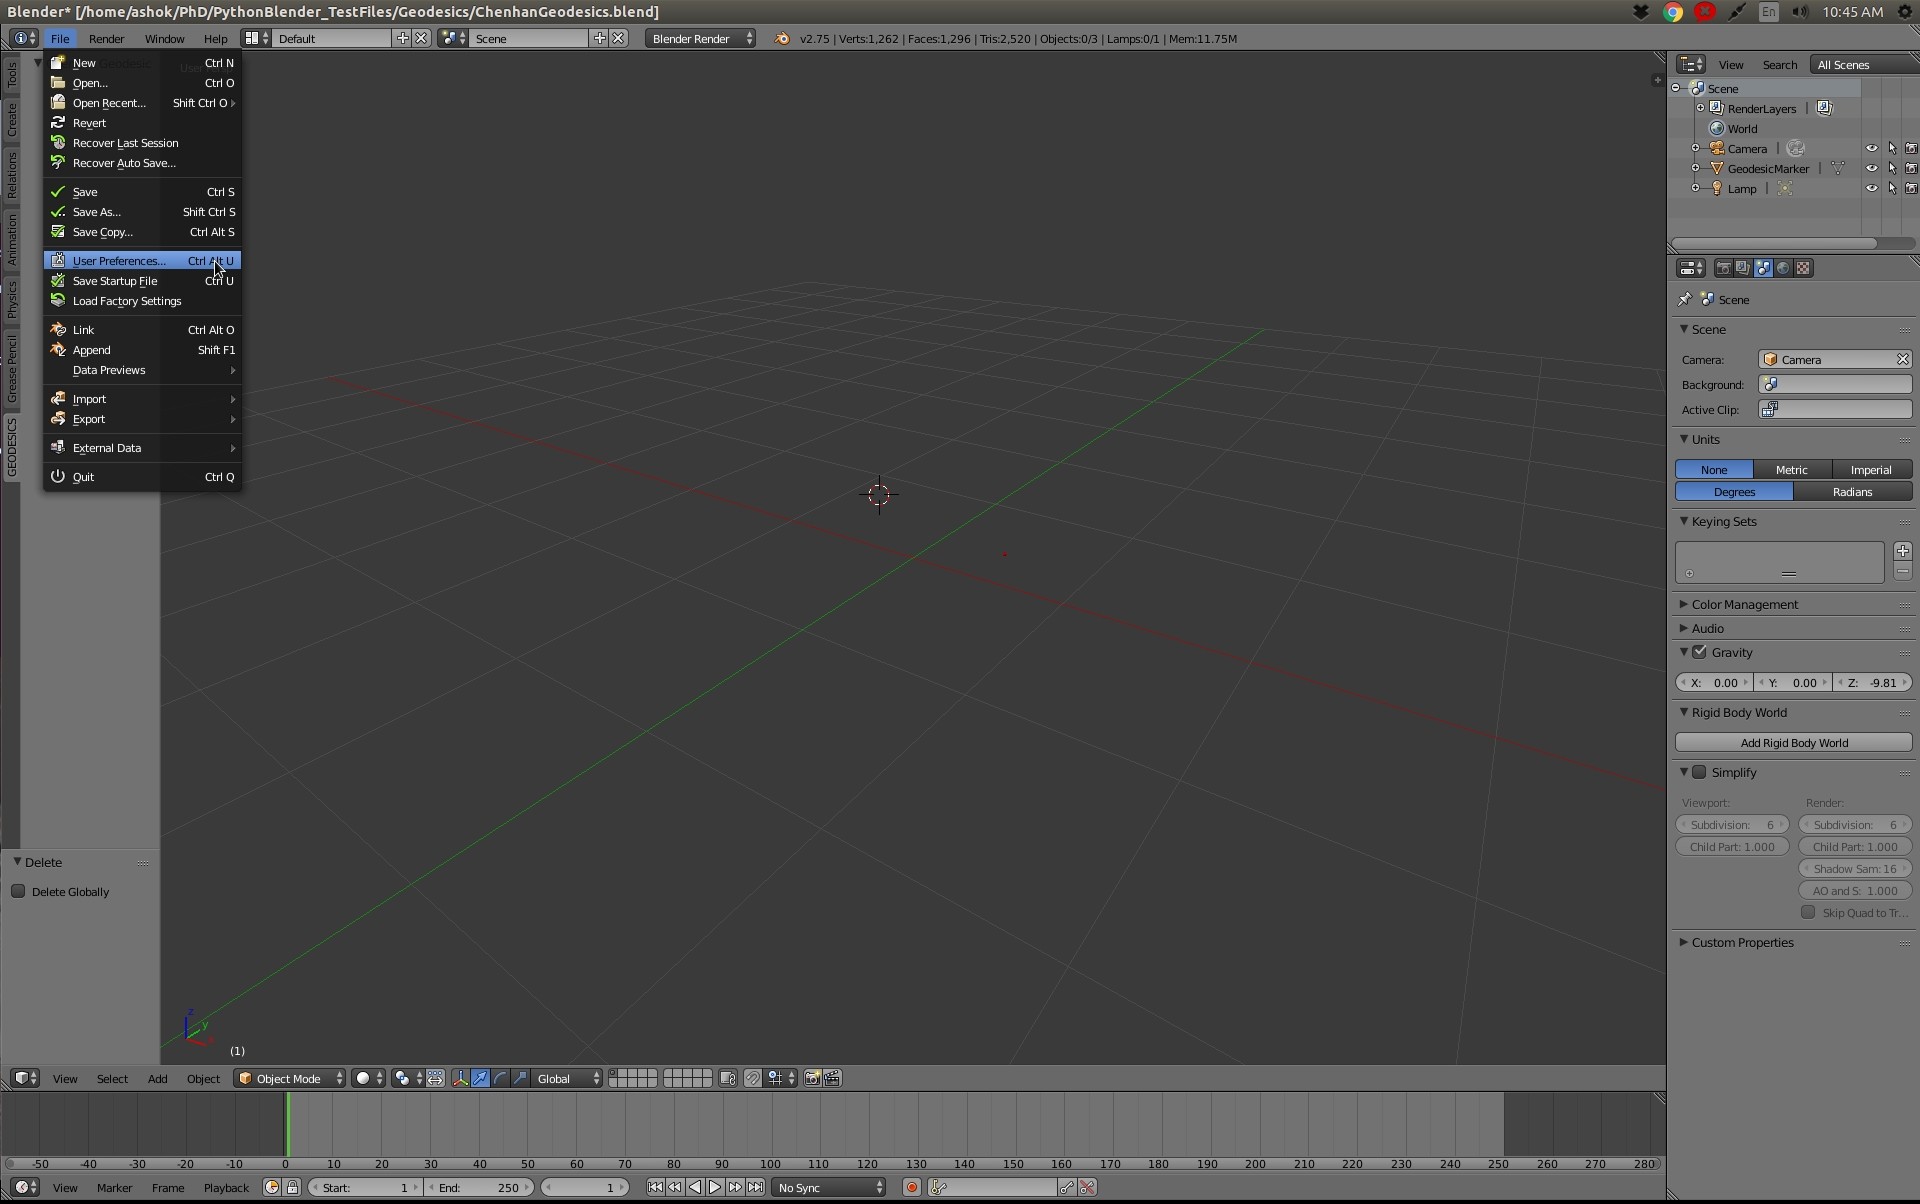 Blender* [/home/ashok/PhD/PythonBlender_TestFiles/Geodesics/ChenhanGeodesics.blend]
En 10:45 AM
File Render Window Help Default Scene Blender Render v2.75 | Verts:1,262 | Faces:1,296 | Tris:2,520 | Objects:0/3 | Lamps:0/1 | Mem:11.75M
Tools
Create
Relations
Animation
Physics
Grease Pencil
GEODESICS
New Ctrl N
Open... Ctrl O
Open Recent... Shift Ctrl O
Revert
Recover Last Session
Recover Auto Save...
Save Ctrl S
Save As... Shift Ctrl S
Save Copy... Ctrl Alt S
User Preferences... Ctrl Alt U
Save Startup File Ctrl U
Load Factory Settings
Link Ctrl Alt O
Append Shift F1
Data Previews
Import
Export
External Data
Quit Ctrl Q
Delete
Delete Globally
z
y
x
(1)
View Select Add Object Object Mode Global
-50 -40 -30 -20 -10 0 10 20 30 40 50 60 70 80 90 100 110 120 130 140 150 160 170 180 190 200 210 220 230 240 250 260 270 280
View Marker Frame Playback Start: 1 End: 250 1 No Sync
View Search All Scenes
Scene
RenderLayers |
World
Camera |
GeodesicMarker |
Lamp |
Scene
Scene
Camera: Camera
Background:
Active Clip:
Units
None Metric Imperial
Degrees Radians
Keying Sets
Color Management
Audio
Gravity
X: 0.00 Y: 0.00 Z: -9.81
Rigid Body World
Add Rigid Body World
Simplify
Viewport: Render:
Subdivision: 6 Subdivision: 6
Child Part: 1.000 Child Part: 1.000
Shadow Sam: 16
AO and S: 1.000
Skip Quad to Tr...
Custom Properties